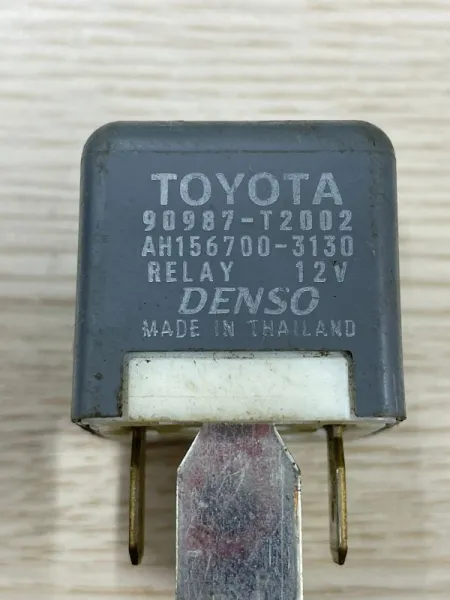 TOYOTA
90987-T2002
AH156700-3130
RELAY 12V
DENSO
MADE IN THAILAND